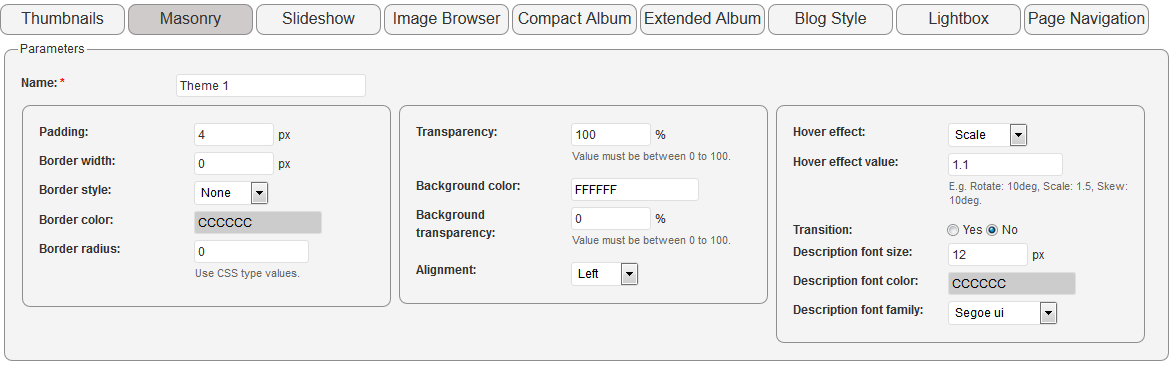 Thumbnails Masonry Slideshow Image Browser Compact Album Extended Album Blog Style Lightbox Page Navigation
Parameters
Name: * Theme 1
Padding: 4 px
Border width: 0 px
Border style: None
Border color: CCCCCC
Border radius: 0
Use CSS type values.
Transparency: 100 %
Value must be between 0 to 100.
Background color: FFFFFF
Background
transparency: 0 %
Value must be between 0 to 100.
Alignment: Left
Hover effect: Scale
Hover effect value: 1.1
E.g. Rotate: 10deg, Scale: 1.5, Skew:
10deg.
Transition: Yes No
Description font size: 12 px
Description font color: CCCCCC
Description font family: Segoe ui